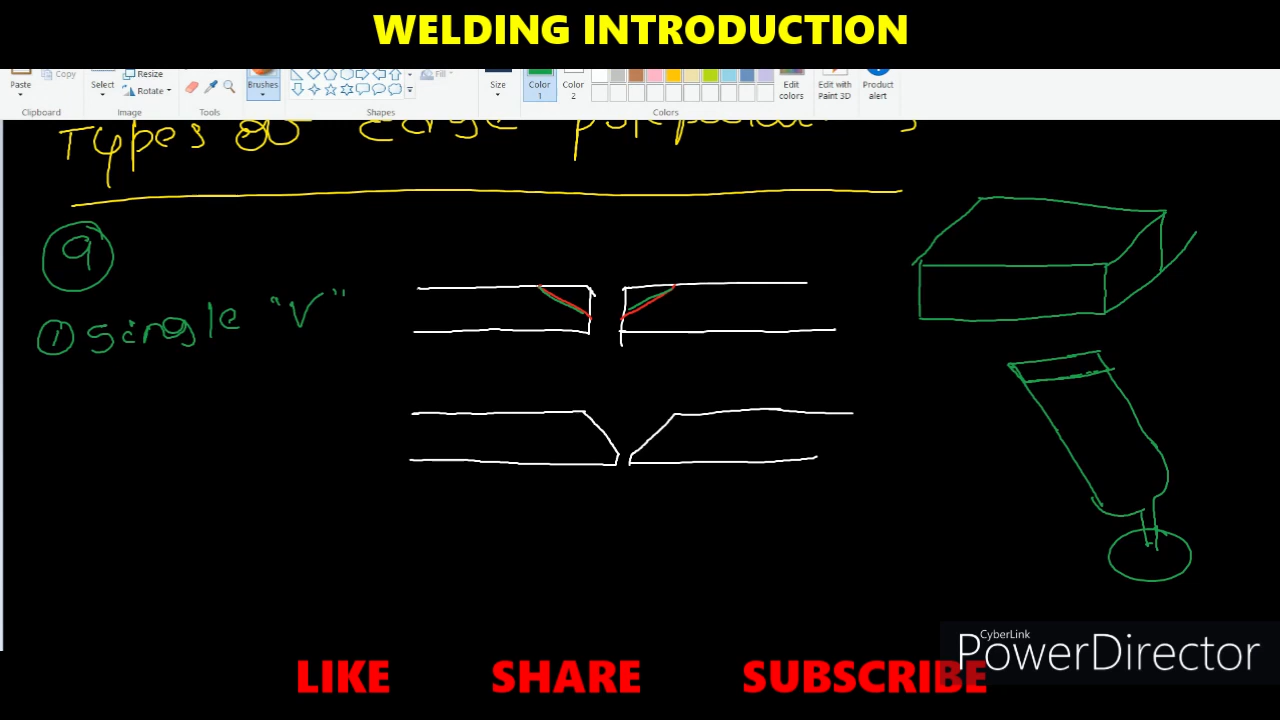 WELDING INTRODUCTION
Paste Copy Select Resize Rotate Brushes Fill Size Color 1 Color 2 Edit colors Edit with Paint 3D Product alert
Clipboard Image Tools Shapes Colors
Types
9
① Single "V"
CyberLink
PowerDirector
LIKE SHARE SUBSCRIBE